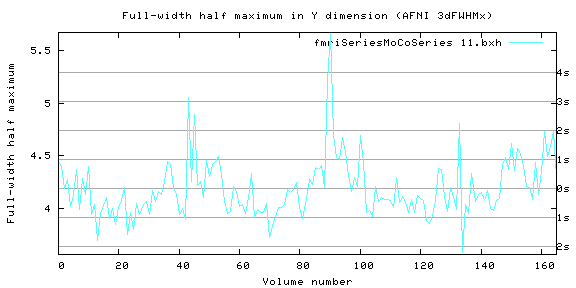 Full-width half maximum in Y dimension (AFNI 3dFWHMx)
fmriSeriesMoCoSeries 11.bxh
Full-width half maximum
5.5
5
4.5
4
4s
3s
2s
1s
0s
1s
2s
0 20 40 60 80 100 120 140 160
Volume number